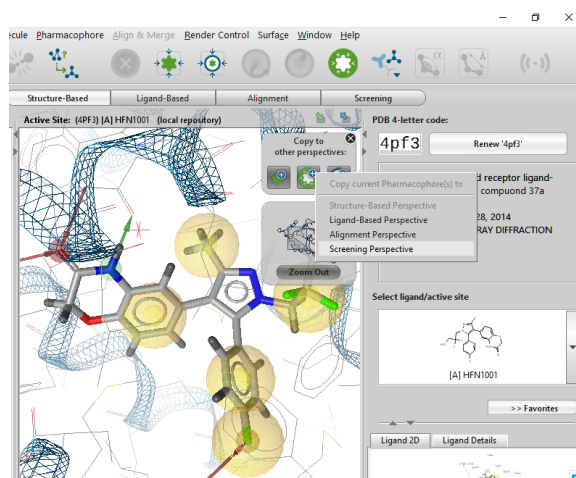 Pharmacophore Align & Merge Render Control Surface Window Help
Structure-Based Ligand-Based Alignment Screening
Active Site: (4PF3) [A] HFN1001 (local repository)
PDB 4-letter code:
4pf3
Renew '4pf3'
Copy to
other perspectives:
Copy current Pharmacophore(s) to
Structure-Based Perspective
Ligand-Based Perspective
Alignment Perspective
Screening Perspective
d receptor ligand-
compuond 37a
28, 2014
RAY DIFFRACTION
Zoom Out
Select ligand/active site
[A] HFN1001
>> Favorites
Ligand 2D Ligand Details